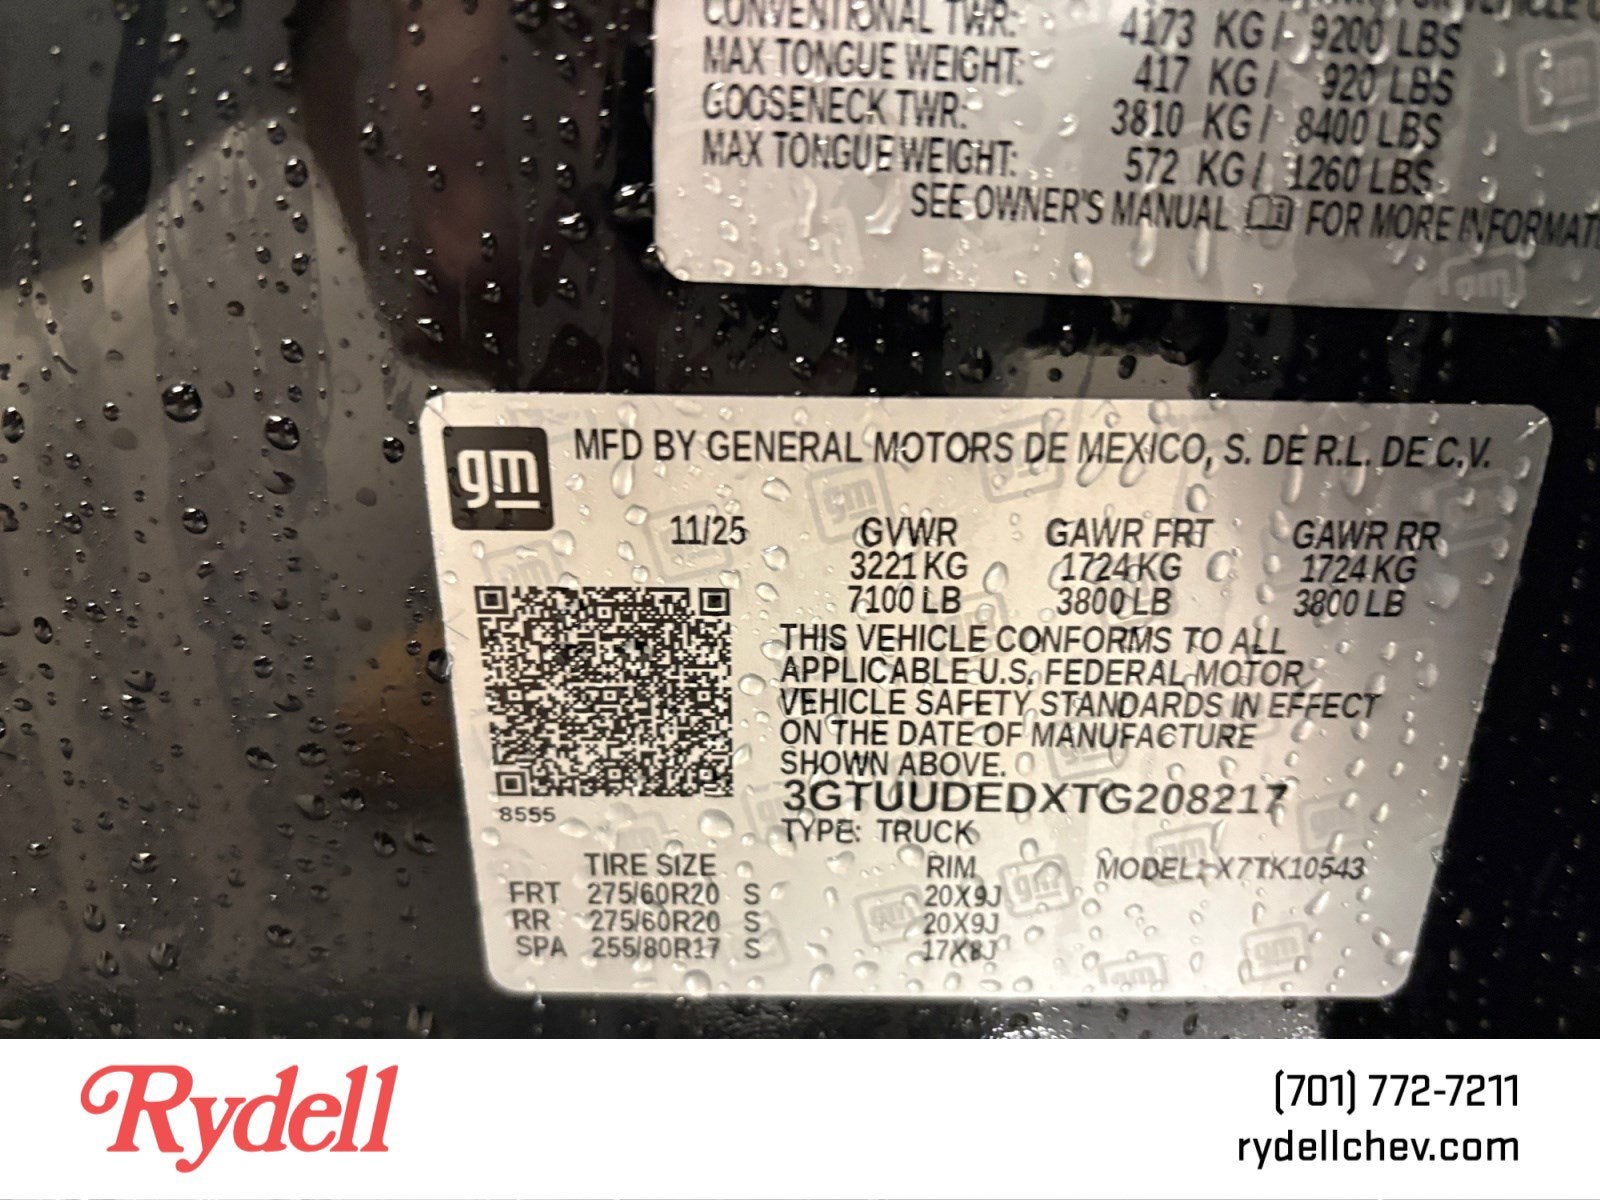 CONVENTIONAL TWR: 4173 KG / 9200 LBS
MAX TONGUE WEIGHT: 417 KG / 920 LBS
GOOSENECK TWR: 3810 KG / 8400 LBS
MAX TONGUE WEIGHT: 572 KG / 1260 LBS
SEE OWNER'S MANUAL FOR MORE INFORMATI
gm MFD BY GENERAL MOTORS DE MEXICO, S. DE R.L. DE C.V.
11/25 GVWR GAWR FRT GAWR RR
3221 KG 1724 KG 1724 KG
7100 LB 3800 LB 3800 LB
THIS VEHICLE CONFORMS TO ALL
APPLICABLE U.S. FEDERAL MOTOR
VEHICLE SAFETY STANDARDS IN EFFECT
ON THE DATE OF MANUFACTURE
SHOWN ABOVE.
3GTUUDEDXTG208217
8555
TYPE: TRUCK
TIRE SIZE RIM MODEL: X7TK10543
FRT 275/60R20 S 20X9J
RR 275/60R20 S 20X9J
SPA 255/80R17 S 17X8J
Rydell
(701) 772-7211
rydellchev.com